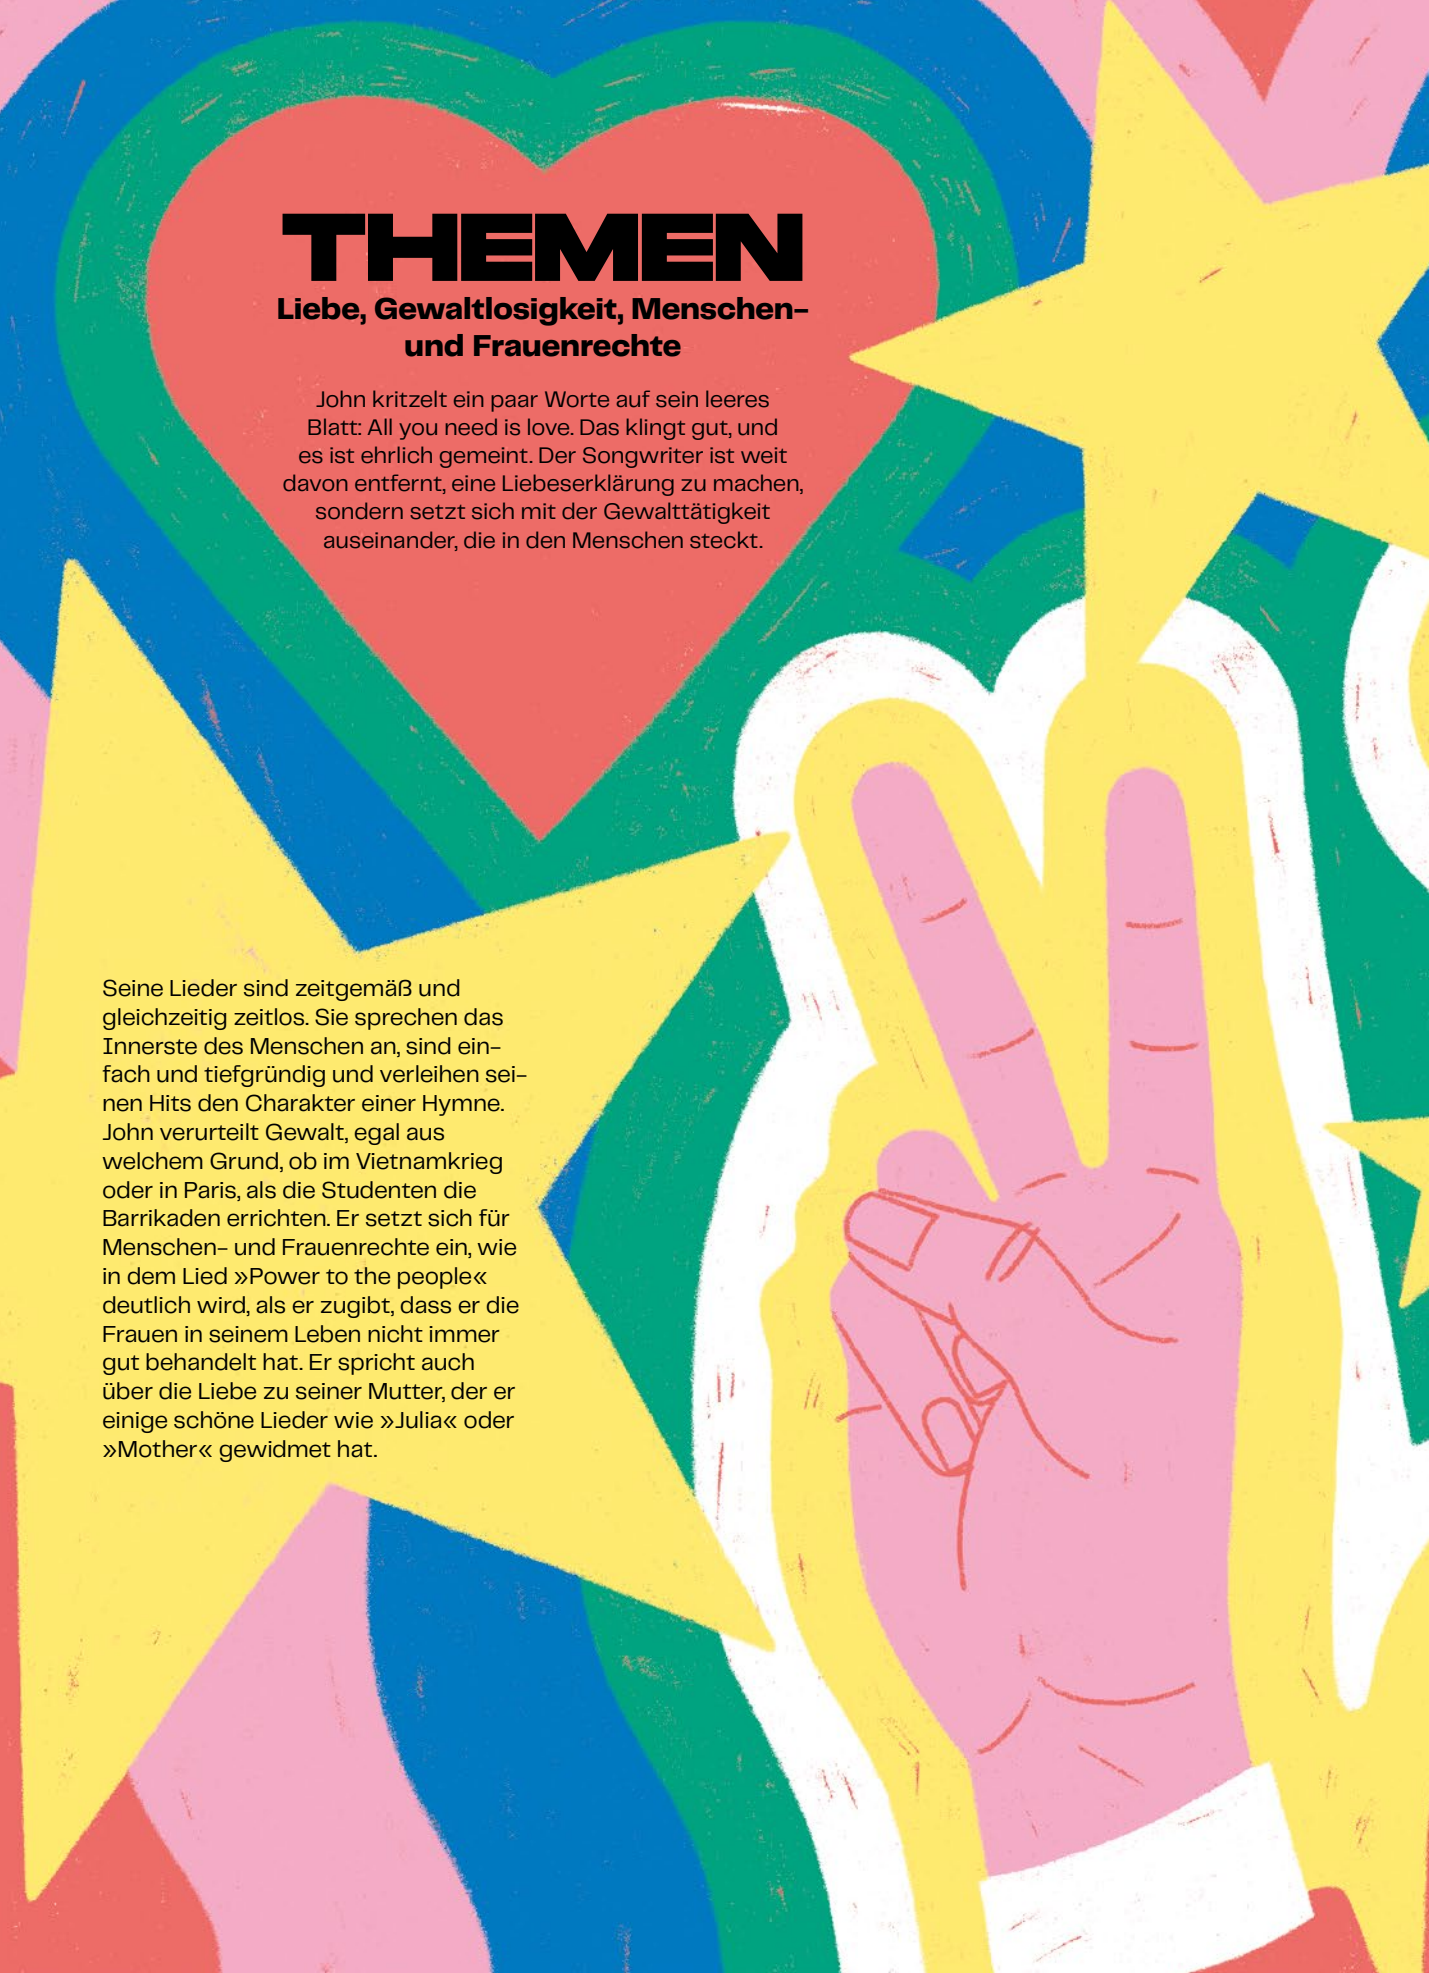 THEMEN
Liebe, Gewaltlosigkeit, Menschen-
und Frauenrechte
John kritzelt ein paar Worte auf sein leeres
Blatt: All you need is love. Das klingt gut, und
es ist ehrlich gemeint. Der Songwriter ist weit
davon entfernt, eine Liebeserklärung zu machen,
sondern setzt sich mit der Gewalttätigkeit
auseinander, die in den Menschen steckt.
Seine Lieder sind zeitgemäß und
gleichzeitig zeitlos. Sie sprechen das
Innerste des Menschen an, sind ein-
fach und tiefgründig und verleihen sei-
nen Hits den Charakter einer Hymne.
John verurteilt Gewalt, egal aus
welchem Grund, ob im Vietnamkrieg
oder in Paris, als die Studenten die
Barrikaden errichten. Er setzt sich für
Menschen- und Frauenrechte ein, wie
in dem Lied »Power to the people«
deutlich wird, als er zugibt, dass er die
Frauen in seinem Leben nicht immer
gut behandelt hat. Er spricht auch
über die Liebe zu seiner Mutter, der er
einige schöne Lieder wie »Julia« oder
»Mother« gewidmet hat.